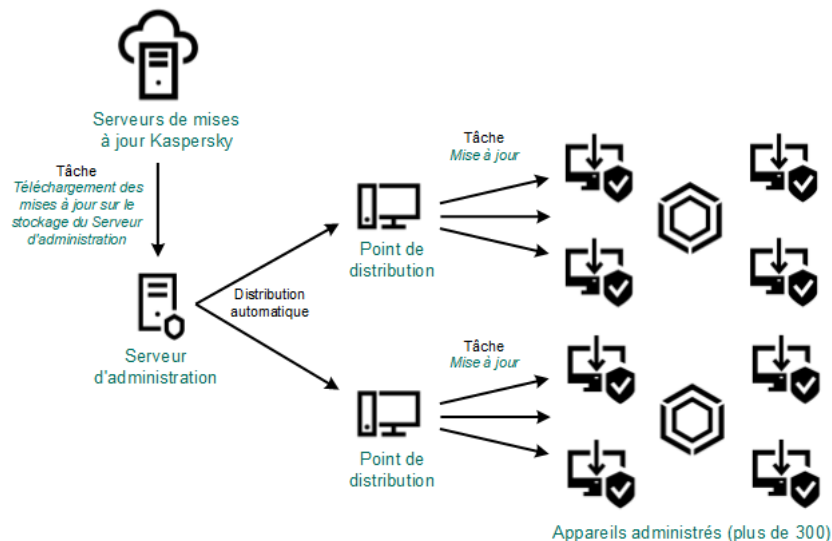 Serveurs de mises
à jour Kaspersky
Tâche
Téléchargement des
mises à jour sur le
stockage du Serveur
d'administration
Serveur
d'administration
Distribution
automatique
Point de
distribution
Tâche
Mise à jour
Point de
distribution
Tâche
Mise à jour
Appareils administrés (plus de 300)